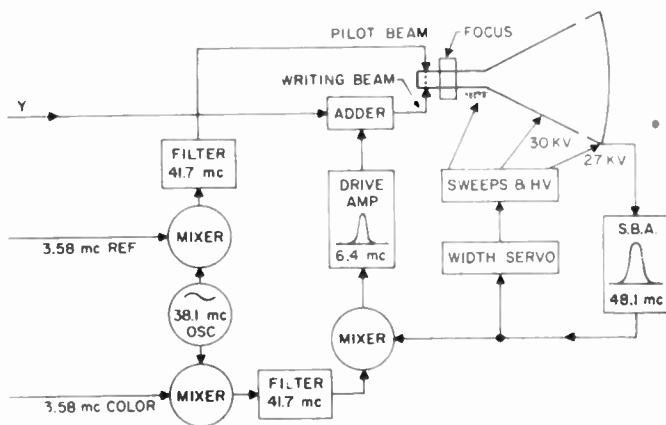 PILOT BEAM
FOCUS
WRITING BEAM
Y
ADDER
30 KV
27 KV
FILTER
41.7 mc
DRIVE
AMP
6.4 mc
SWEEPS & HV
S.B.A.
48.1 mc
3.58 mc REF
MIXER
WIDTH SERVO
38.1 mc
OSC
MIXER
3.58 mc COLOR
MIXER
FILTER
41.7 mc